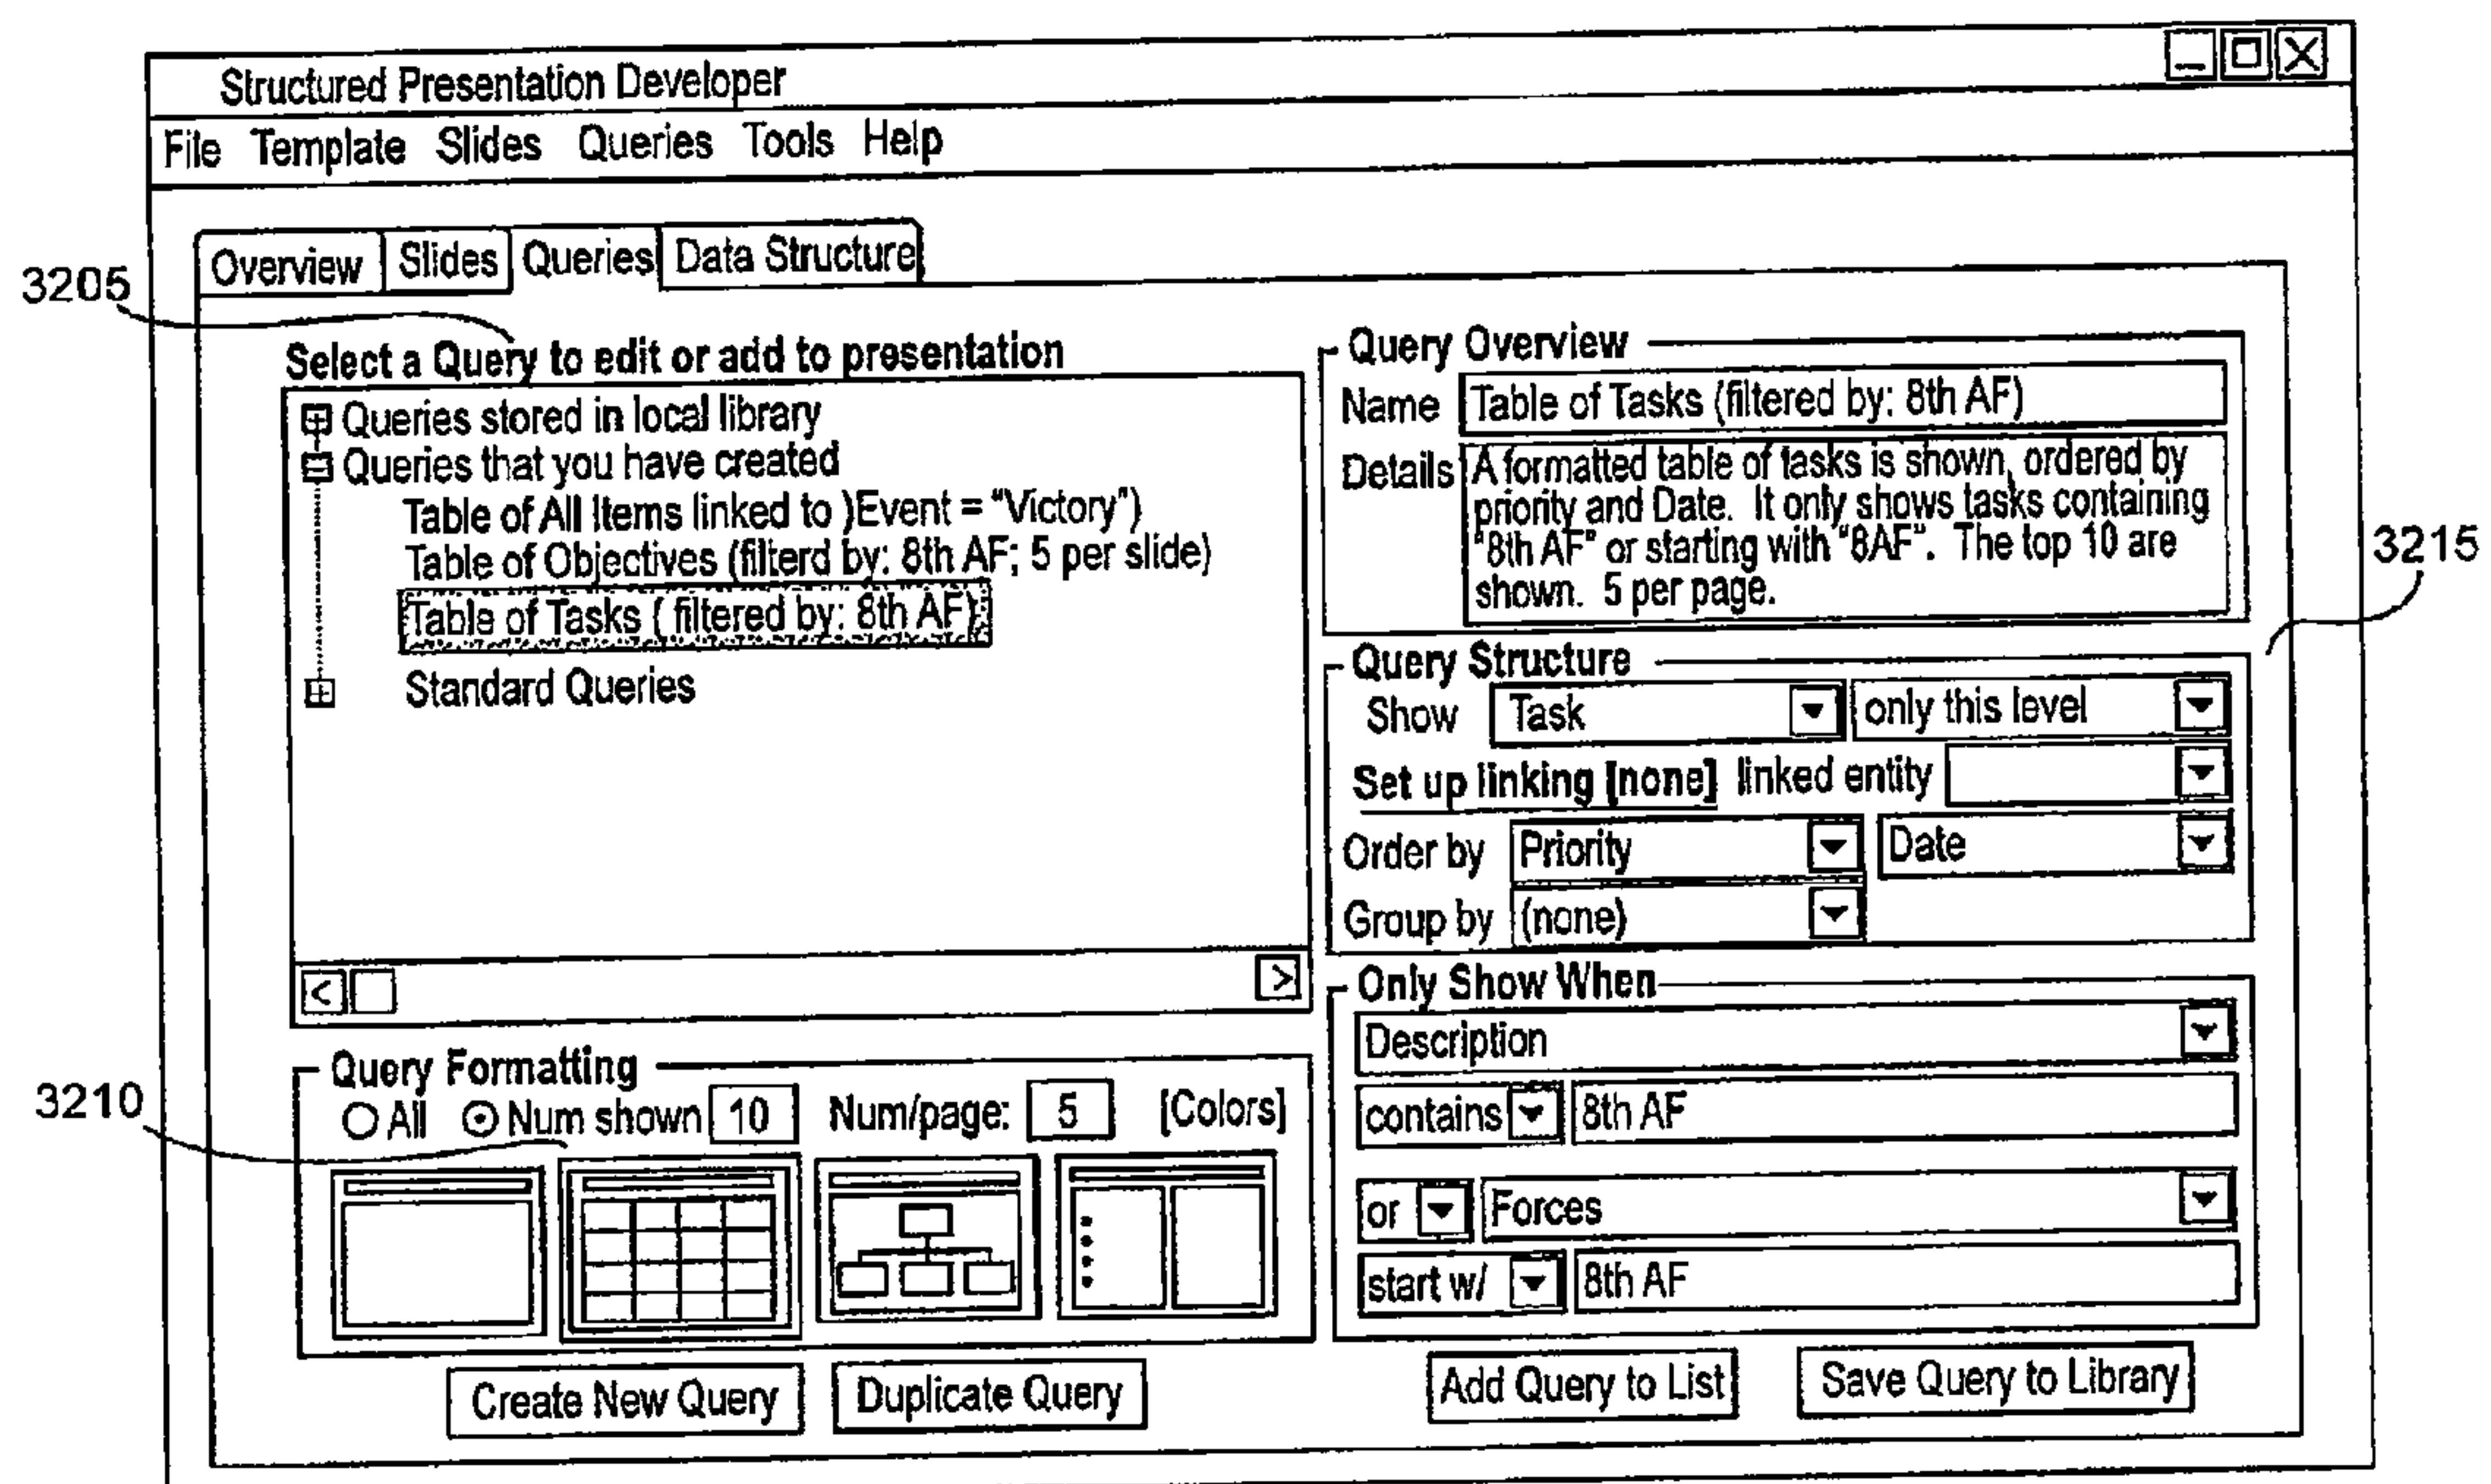 Structured Presentation Developer
File Template Slides Queries Tools Help
Overview Slides Queries Data Structure
3205
Select a Query to edit or add to presentation
Queries stored in local library
Queries that you have created
Table of All Items linked to )Event = “Victory”)
Table of Objectives (filterd by: 8th AF; 5 per slide)
Table of Tasks ( filtered by: 8th AF)
Standard Queries
< >
Query Formatting
3210
All Num shown 10 Num/page: 5 [Colors]
Create New Query Duplicate Query
Query Overview
Name Table of Tasks (filtered by: 8th AF)
Details A formatted table of tasks is shown, ordered by
priority and Date. It only shows tasks containing
“8th AF” or starting with “8AF”. The top 10 are
shown. 5 per page.
3215
Query Structure
Show Task only this level
Set up linking [none] linked entity
Order by Priority Date
Group by (none)
Only Show When
Description
contains 8th AF
or Forces
start w/ 8th AF
Add Query to List Save Query to Library